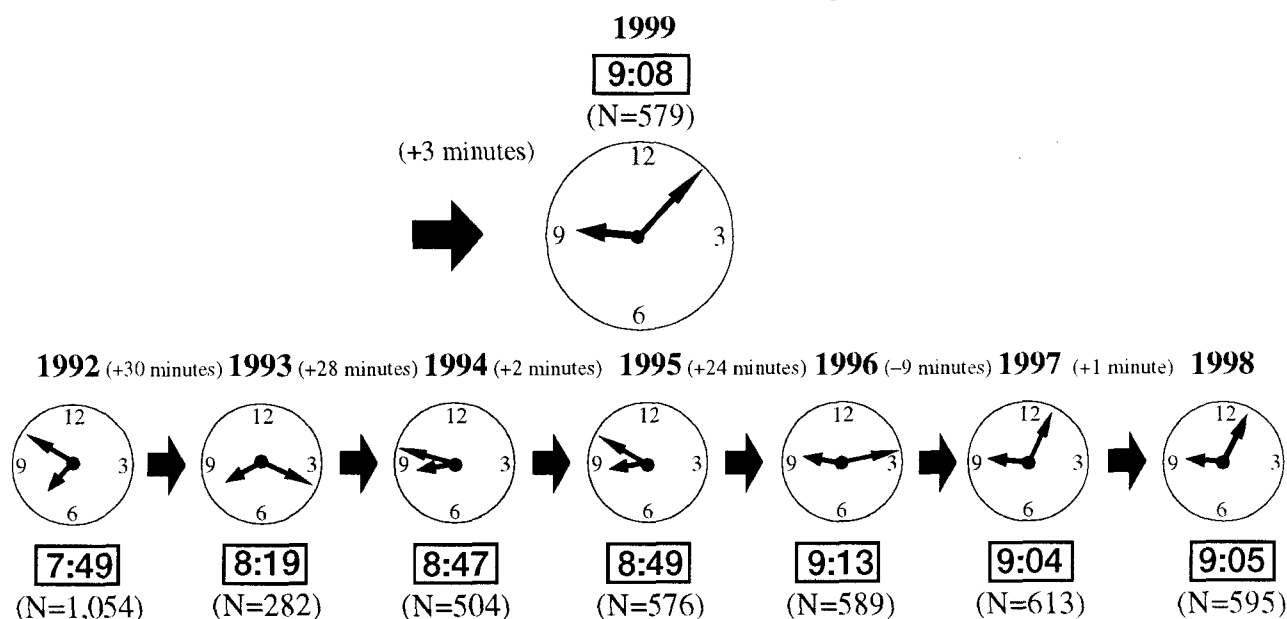 1999
9:08
(N=579)
(+3 minutes)
12
9
3
6
1992 (+30 minutes) 1993 (+28 minutes) 1994 (+2 minutes) 1995 (+24 minutes) 1996 (–9 minutes) 1997 (+1 minute) 1998
12 12 12 12 12 12 12
9 3 9 3 9 3 9 3 9 3 9 3 9 3
6 6 6 6 6 6 6
7:49 8:19 8:47 8:49 9:13 9:04 9:05
(N=1,054) (N=282) (N=504) (N=576) (N=589) (N=613) (N=595)